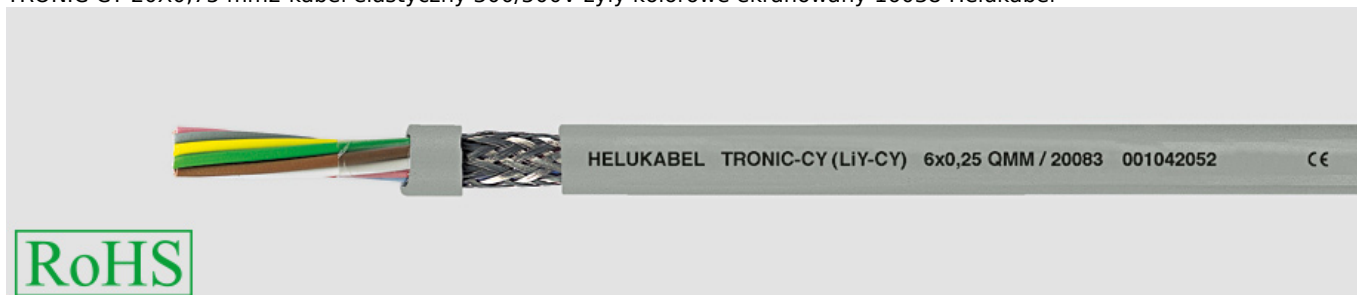 HELUKABEL TRONIC-CY (LiY-CY) 6x0,25 QMM / 20083 001042052 CE
RoHS